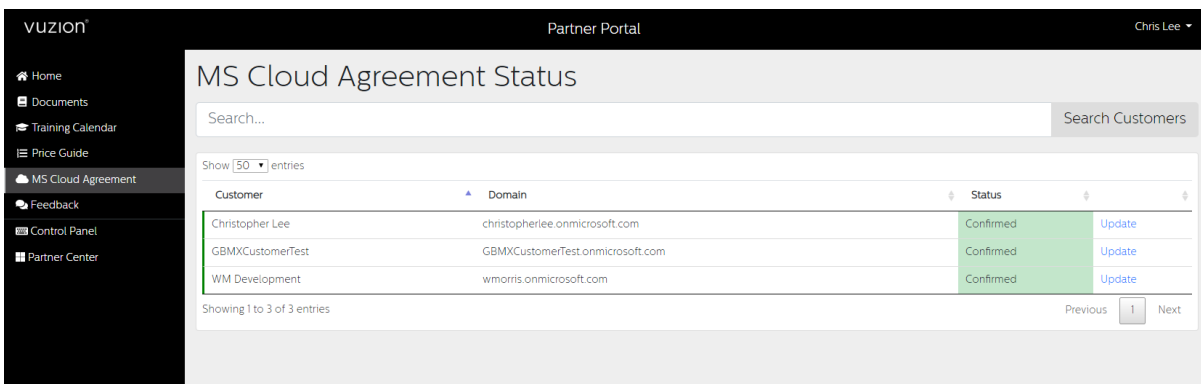 vuzion®
Partner Portal
Chris Lee
Home
Documents
Training Calendar
Price Guide
MS Cloud Agreement
Feedback
Control Panel
Partner Center
MS Cloud Agreement Status
Search... Search Customers
Show 50 entries
Customer Domain Status
Christopher Lee christopherlee.onmicrosoft.com Confirmed Update
GBMXCustomerTest GBMXCustomerTest.onmicrosoft.com Confirmed Update
WM Development wmorris.onmicrosoft.com Confirmed Update
Showing 1 to 3 of 3 entries Previous 1 Next